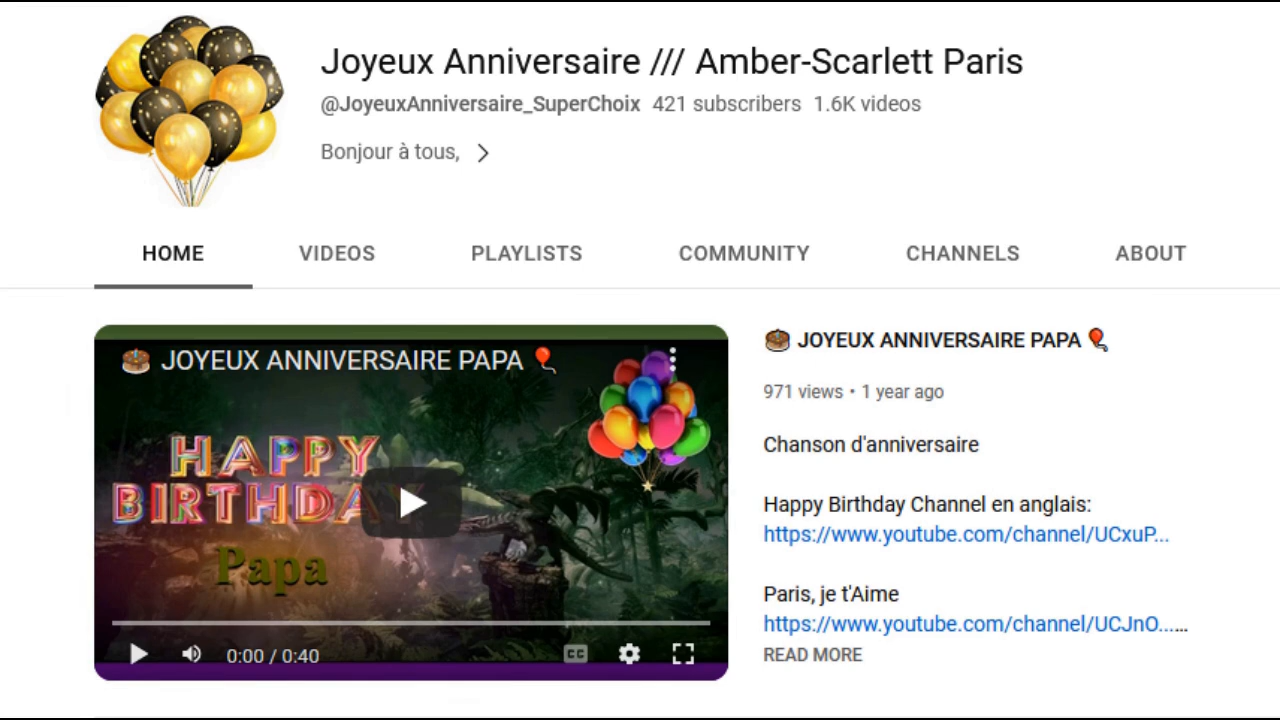 Joyeux Anniversaire /// Amber-Scarlett Paris
@JoyeuxAnniversaire_SuperChoix 421 subscribers 1.6K videos
Bonjour à tous,
HOME VIDEOS PLAYLISTS COMMUNITY CHANNELS ABOUT
JOYEUX ANNIVERSAIRE PAPA
HAPPY
BIRTHDAY
Papa
0:00 / 0:40
CC
JOYEUX ANNIVERSAIRE PAPA
971 views • 1 year ago
Chanson d'anniversaire
Happy Birthday Channel en anglais:
https://www.youtube.com/channel/UCxuP...
Paris, je t'Aime
https://www.youtube.com/channel/UCJnO......
READ MORE